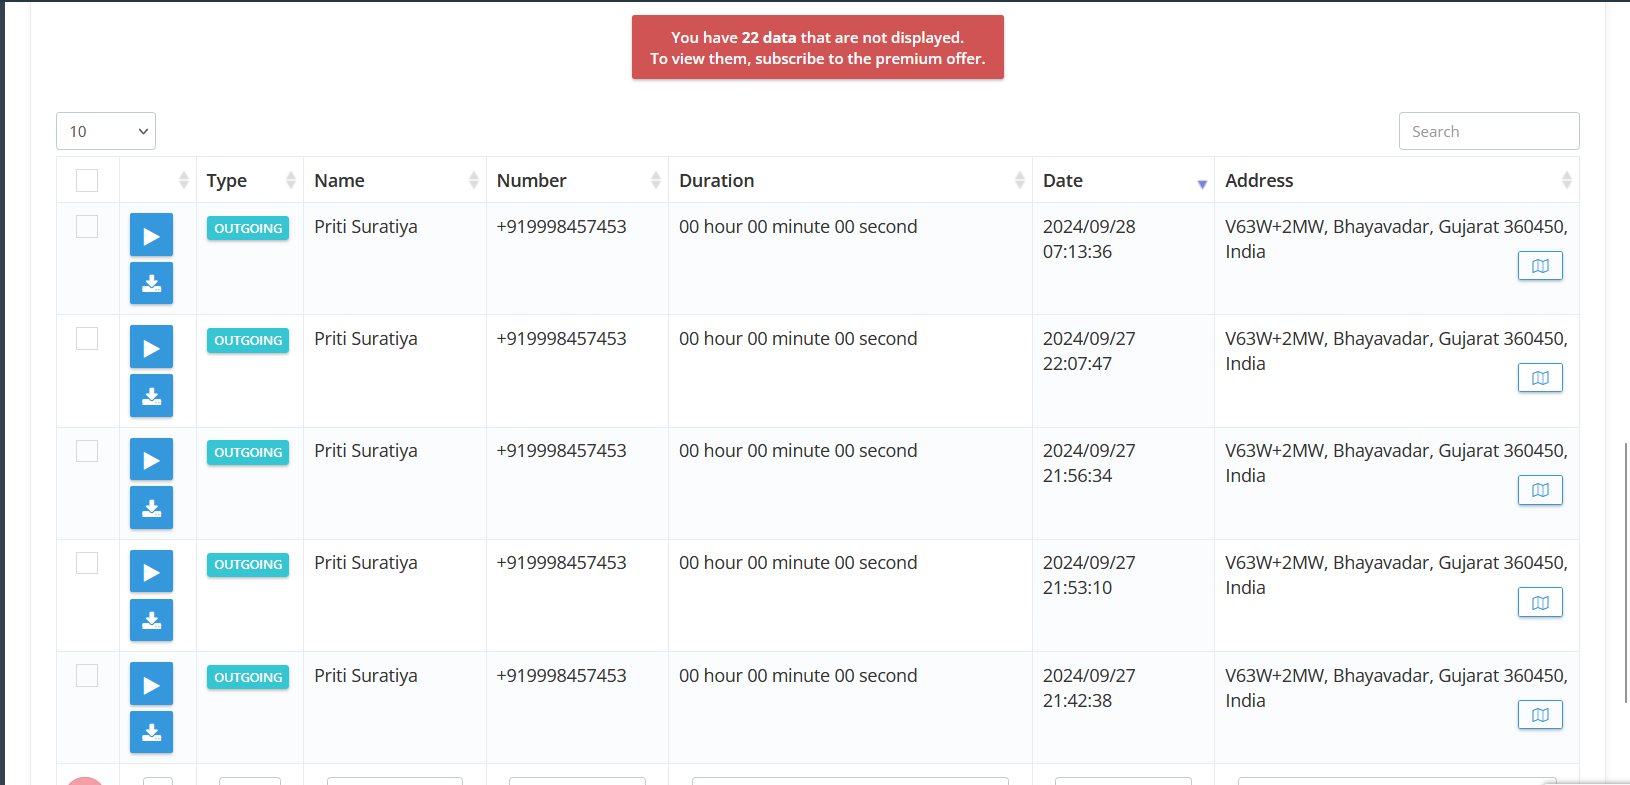 You have 22 data that are not displayed.
To view them, subscribe to the premium offer.
10
Search
Type Name Number Duration Date Address
OUTGOING Priti Suratiya +919998457453 00 hour 00 minute 00 second 2024/09/28 V63W+2MW, Bhayavadar, Gujarat 360450,
07:13:36 India
OUTGOING Priti Suratiya +919998457453 00 hour 00 minute 00 second 2024/09/27 V63W+2MW, Bhayavadar, Gujarat 360450,
22:07:47 India
OUTGOING Priti Suratiya +919998457453 00 hour 00 minute 00 second 2024/09/27 V63W+2MW, Bhayavadar, Gujarat 360450,
21:56:34 India
OUTGOING Priti Suratiya +919998457453 00 hour 00 minute 00 second 2024/09/27 V63W+2MW, Bhayavadar, Gujarat 360450,
21:53:10 India
OUTGOING Priti Suratiya +919998457453 00 hour 00 minute 00 second 2024/09/27 V63W+2MW, Bhayavadar, Gujarat 360450,
21:42:38 India